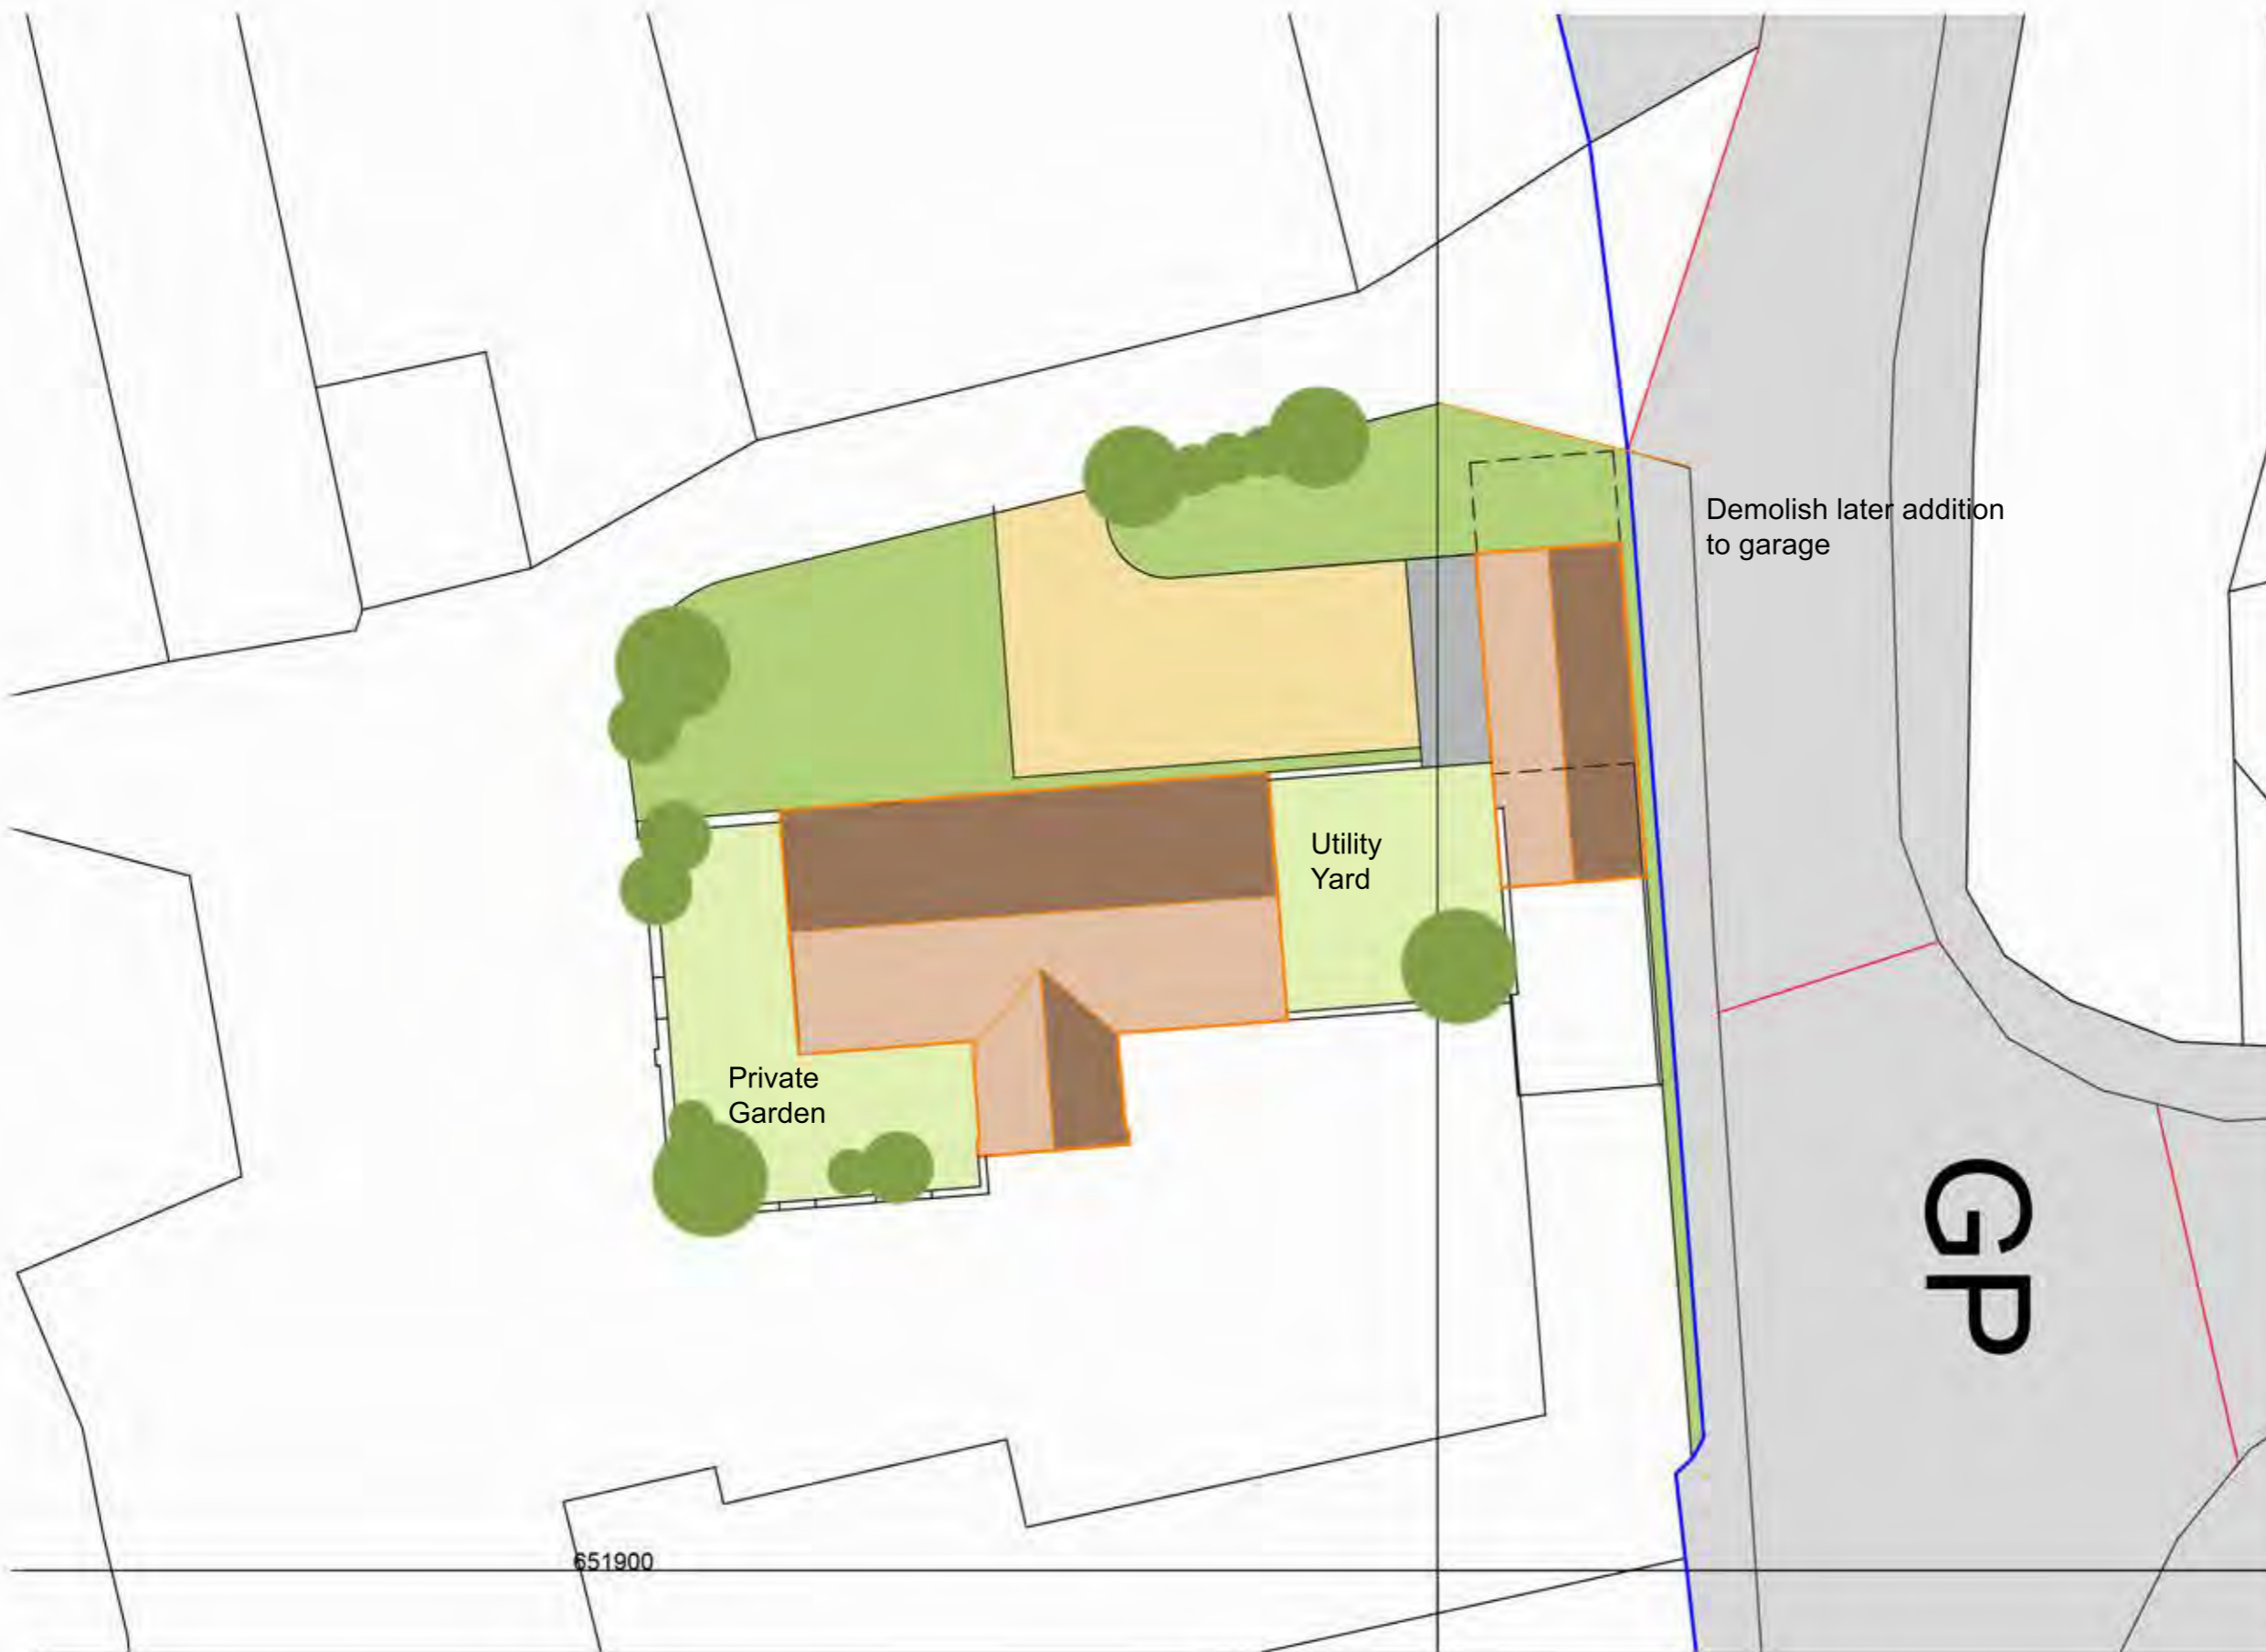 Demolish later addition
to garage
Utility
Yard
Private
Garden
GP
651900